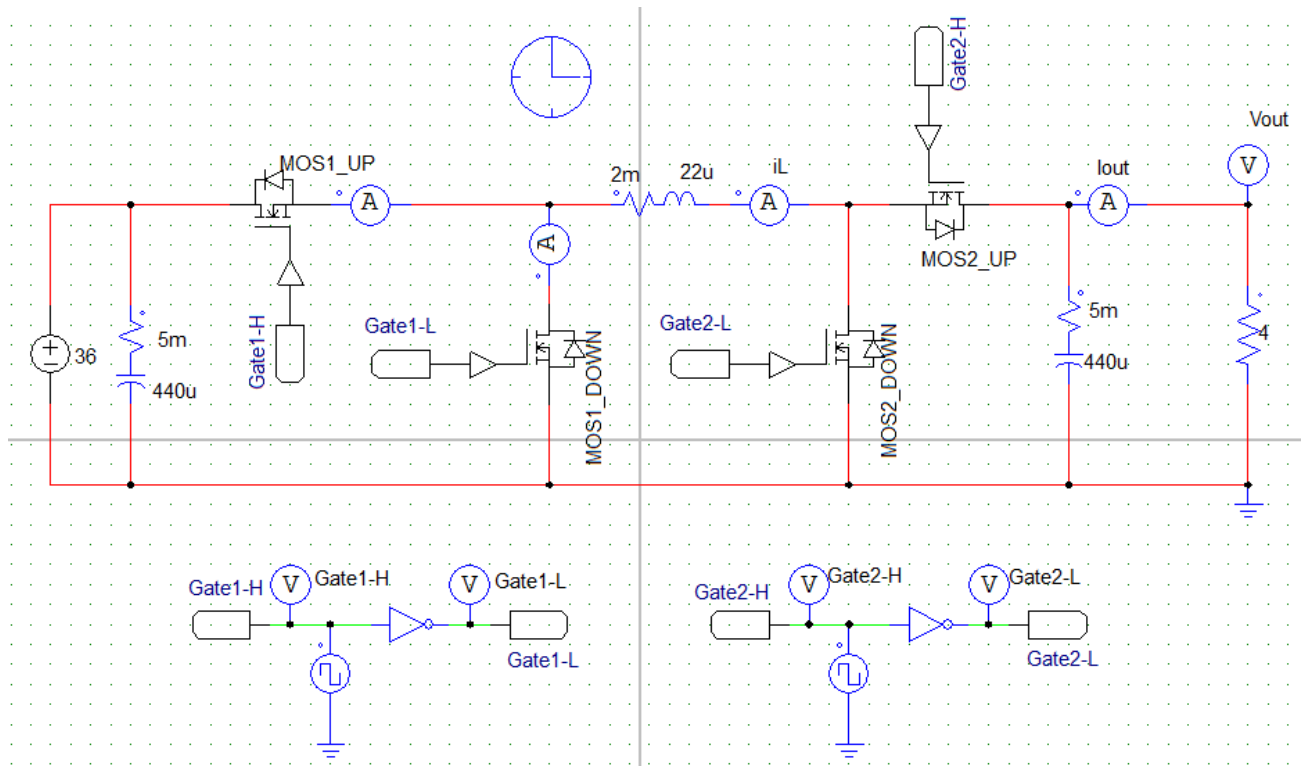 Gate2-H
Vout
MOS1_UP
2m
22u
iL
Iout
A
A
A
A
V
MOS2_UP
Gate1-H
Gate1-L
Gate2-L
36
5m
440u
MOS1_DOWN
MOS2_DOWN
5m
440u
4
Gate1-H
V
Gate1-H
V
Gate1-L
Gate1-L
Gate2-H
V
Gate2-H
V
Gate2-L
Gate2-L